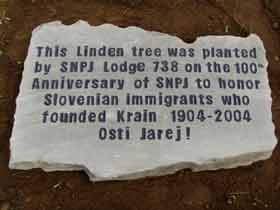 This Linden tree was planted
by SNPJ Lodge 738 on the 100th
Anniversary of SNPJ to honor
Slovenian immigrants who
founded Krain 1904-2004
Osti Jarej!